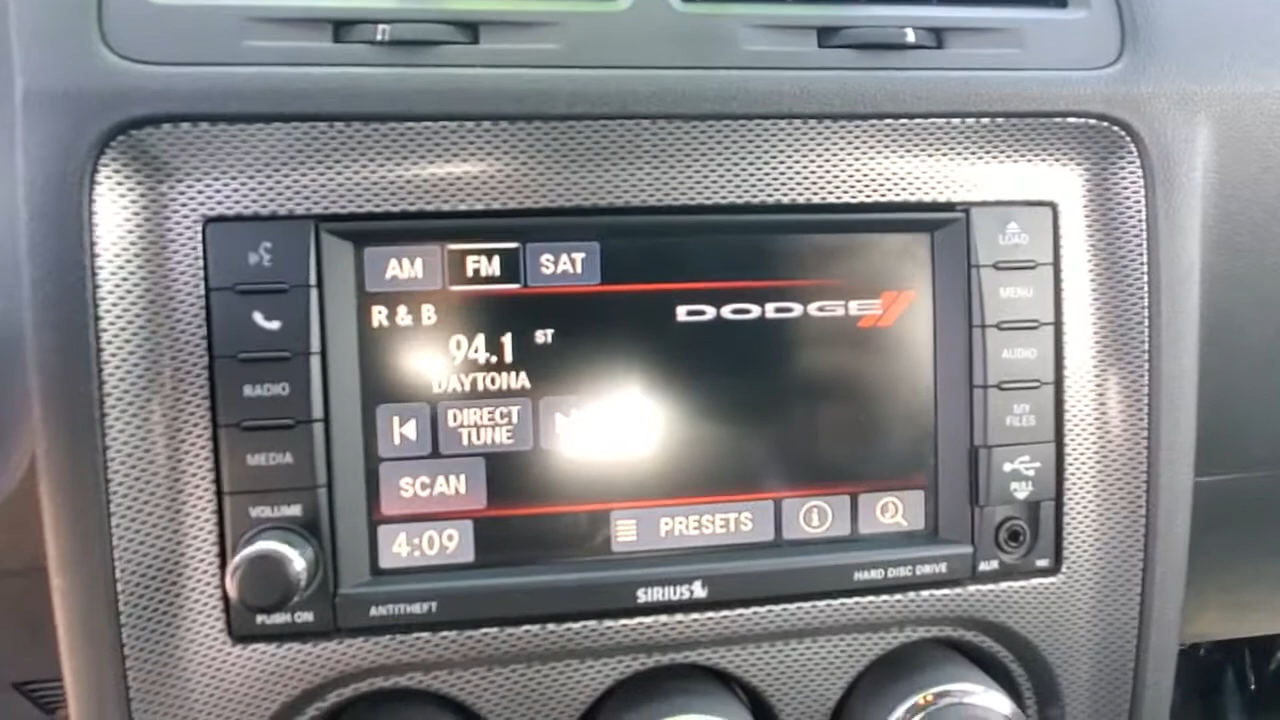 AM FM SAT
R & B
DODGE
94.1 ST
DAYTONA
DIRECT
TUNE
SCAN
4:09
PRESETS
RADIO
MEDIA
VOLUME
PUSH ON
LOAD
MENU
AUDIO
MY
FILES
PULL
AUX
ANTITHEFT
SIRIUS
HARD DISC DRIVE